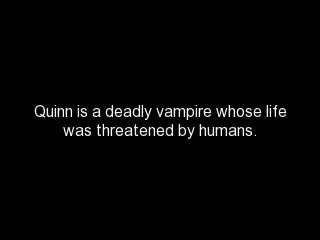 Quinn is a deadly vampire whose life
was threatened by humans.